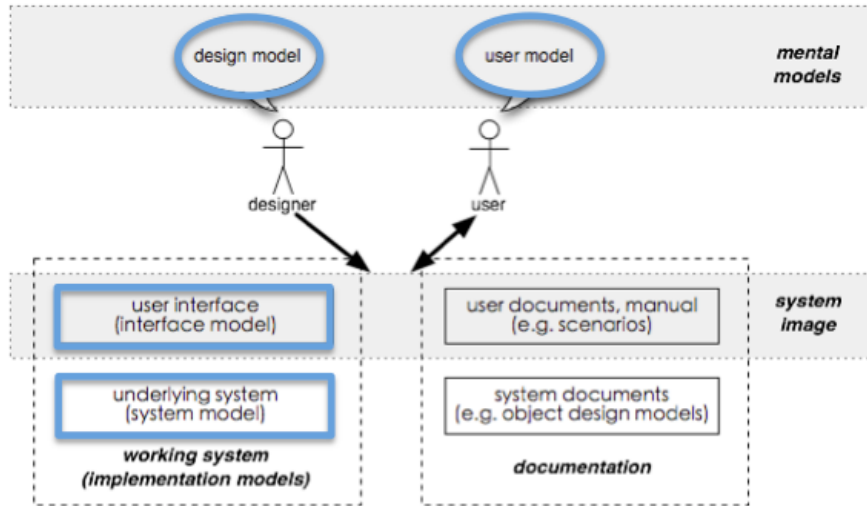 design model
user model
mental
models
designer
user
user interface
(interface model)
user documents, manual
(e.g. scenarios)
system
image
underlying system
(system model)
system documents
(e.g. object design models)
working system
(implementation models)
documentation